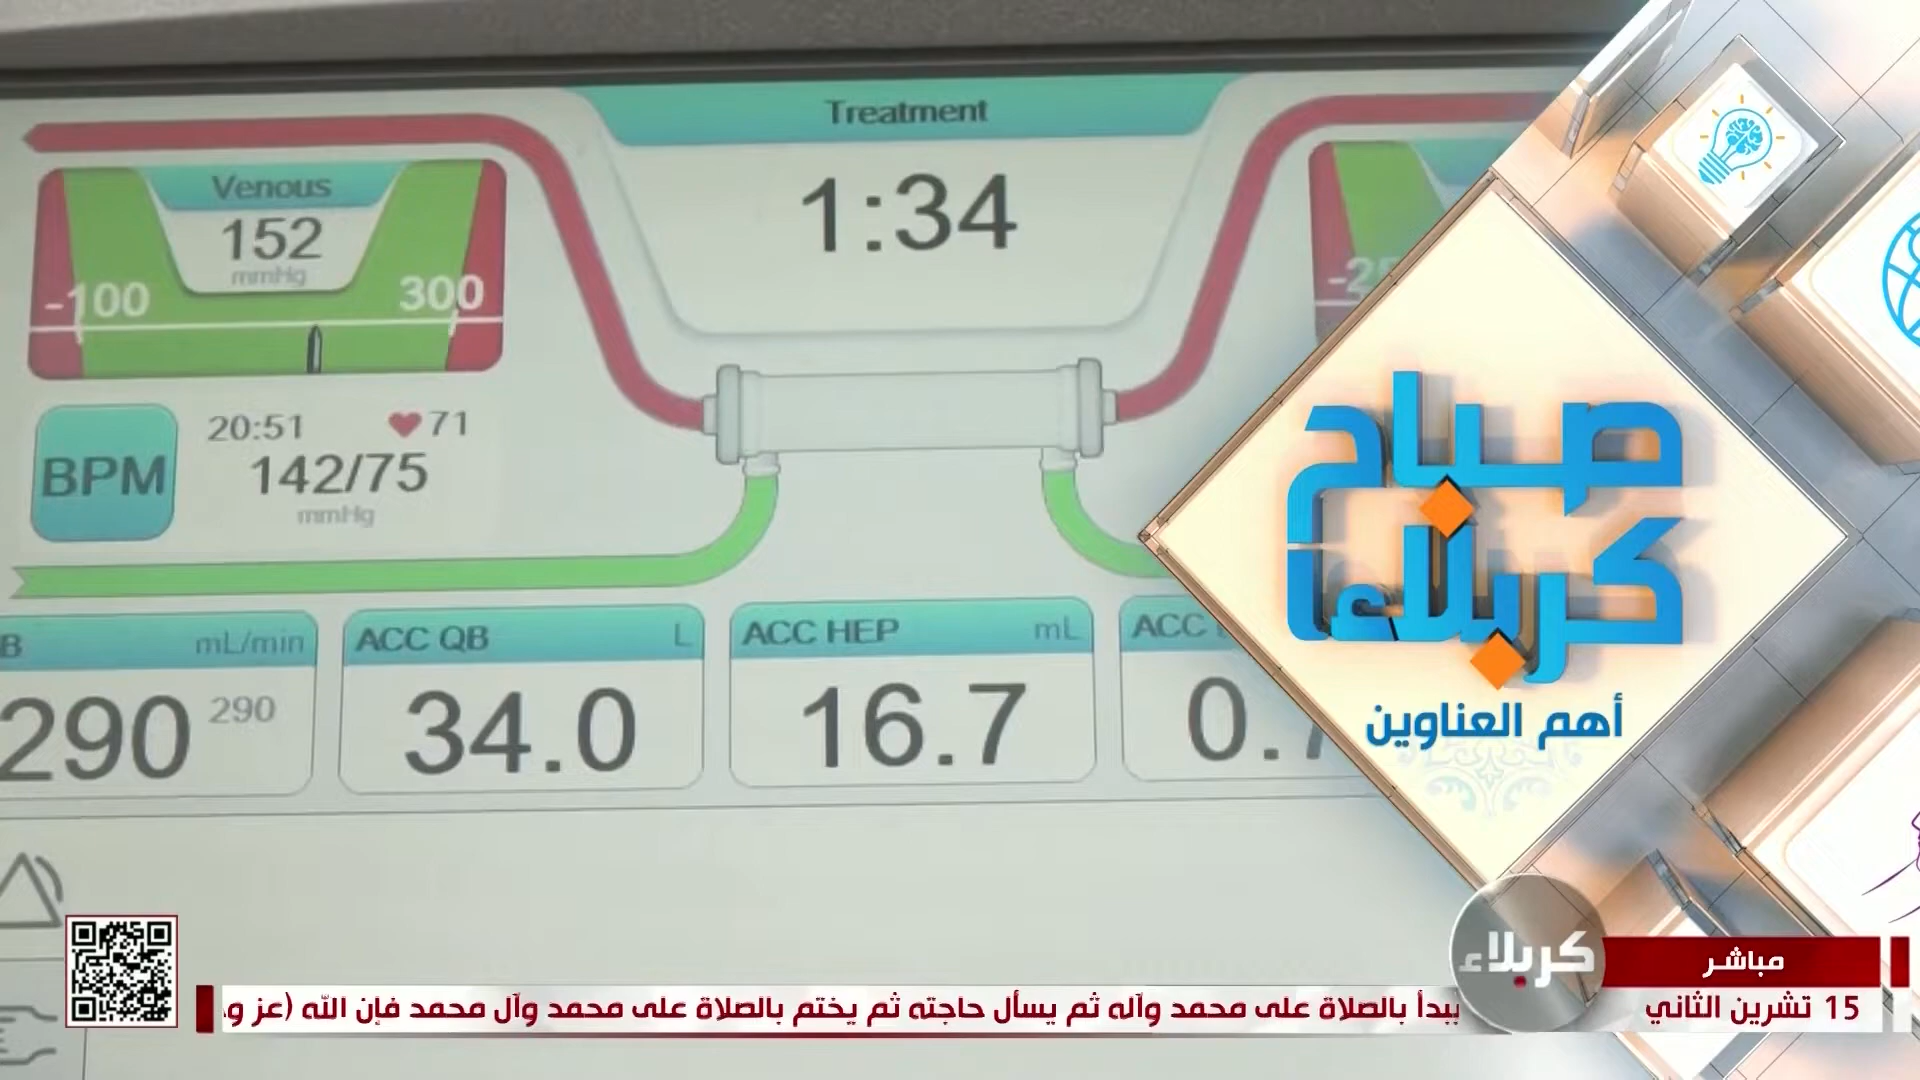 Treatment
1:34
Venous
152
mmHg
-100
300
BPM
20:51
71
142/75
mmHg
mL/min
290
290
ACC QB
L
34.0
ACC HEP
mL
16.7
ACC
صباح
كربلاء
أهم العناوين
كربلاء
مباشر
15 تشرين الثاني
يبدأ بالصلاة على محمد وآله ثم يسأل حاجته ثم يختم بالصلاة على محمد وآل محمد فإن الله (عز